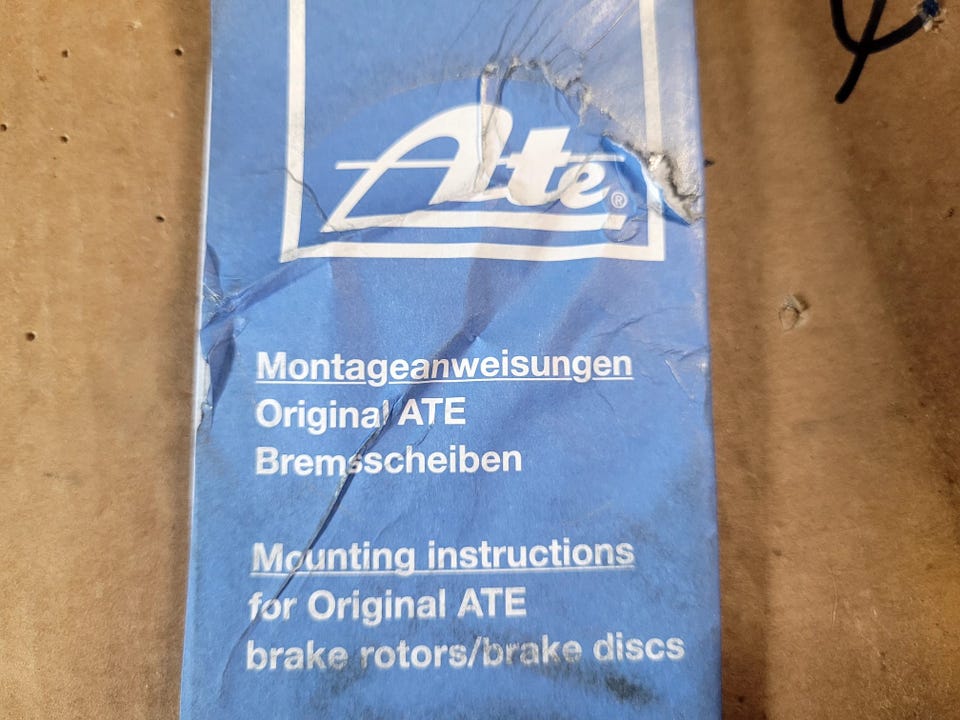 Ate®
Montageanweisungen
Original ATE
Bremsscheiben
Mounting instructions
for Original ATE
brake rotors/brake discs